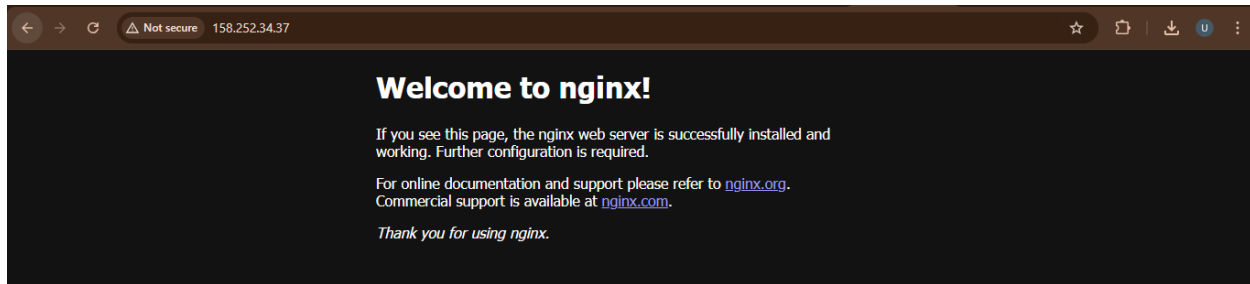 Not secure 158.252.34.37
U
Welcome to nginx!
If you see this page, the nginx web server is successfully installed and
working. Further configuration is required.
For online documentation and support please refer to nginx.org.
Commercial support is available at nginx.com.
Thank you for using nginx.